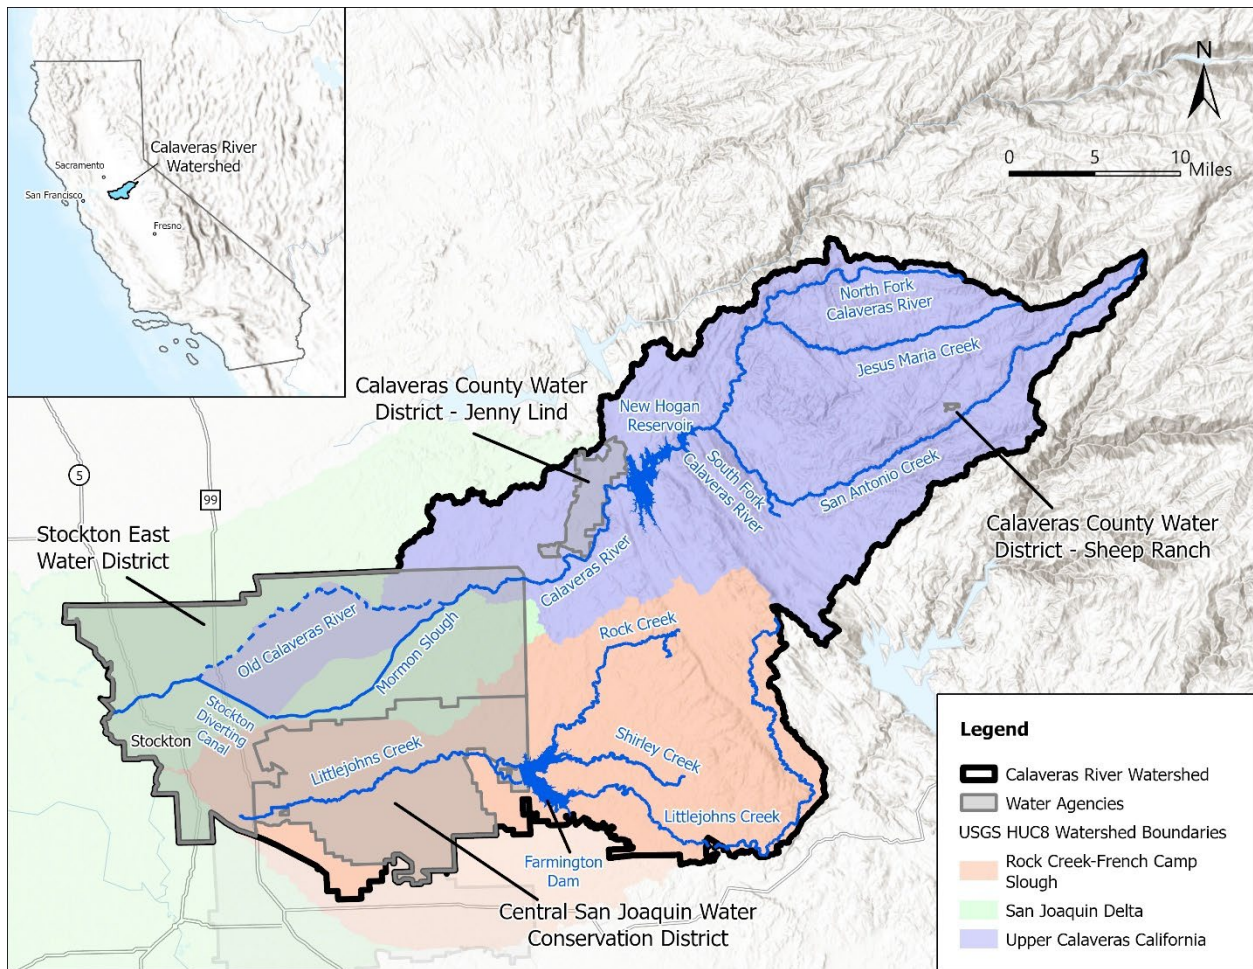 Calaveras River
Watershed
Sacramento
San Francisco
Fresno
N
0
5
10
Miles
North Fork
Calaveras River
Jesus Maria Creek
Calaveras County Water
District - Jenny Lind
New Hogan
Reservoir
South Fork
Calaveras River
San Antonio Creek
5
99
Stockton East
Water District
Calaveras County Water
District - Sheep Ranch
Calaveras River
Old Calaveras River
Mormon Slough
Rock Creek
Stockton
Diverting
Canal
Stockton
Littlejohns Creek
Shirley Creek
Littlejohns Creek
Farmington
Dam
Central San Joaquin Water
Conservation District
Legend
Calaveras River Watershed
Water Agencies
USGS HUC8 Watershed Boundaries
Rock Creek-French Camp
Slough
San Joaquin Delta
Upper Calaveras California